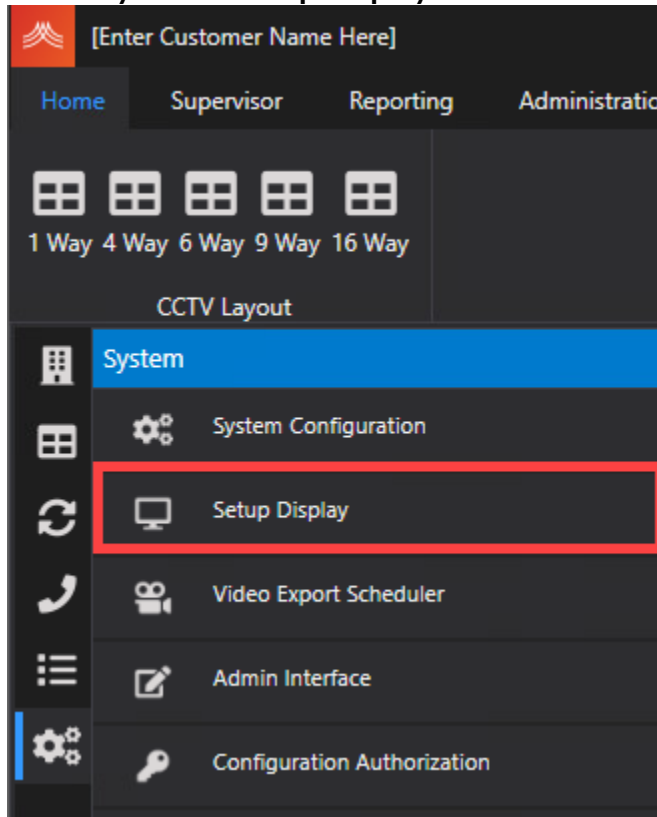 [Enter Customer Name Here]
Home Supervisor Reporting
1 Way 4 Way 6 Way 9 Way 16 Way
CCTV Layout
System
System Configuration
Setup Display
Video Export Scheduler
Admin Interface
Configuration Authorization